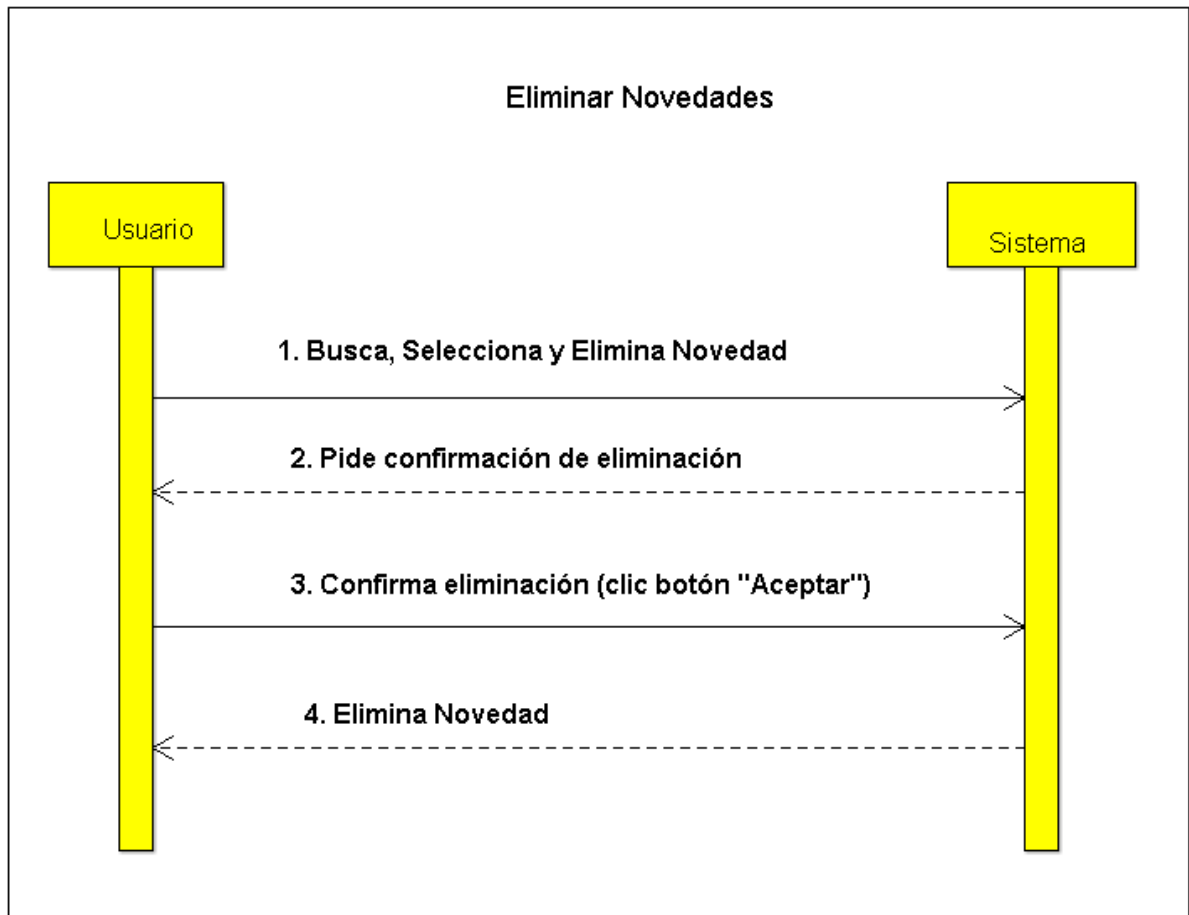 Eliminar Novedades
Usuario
Sistema
1. Busca, Selecciona y Elimina Novedad
2. Pide confirmación de eliminación
3. Confirma eliminación (clic botón "Aceptar")
4. Elimina Novedad